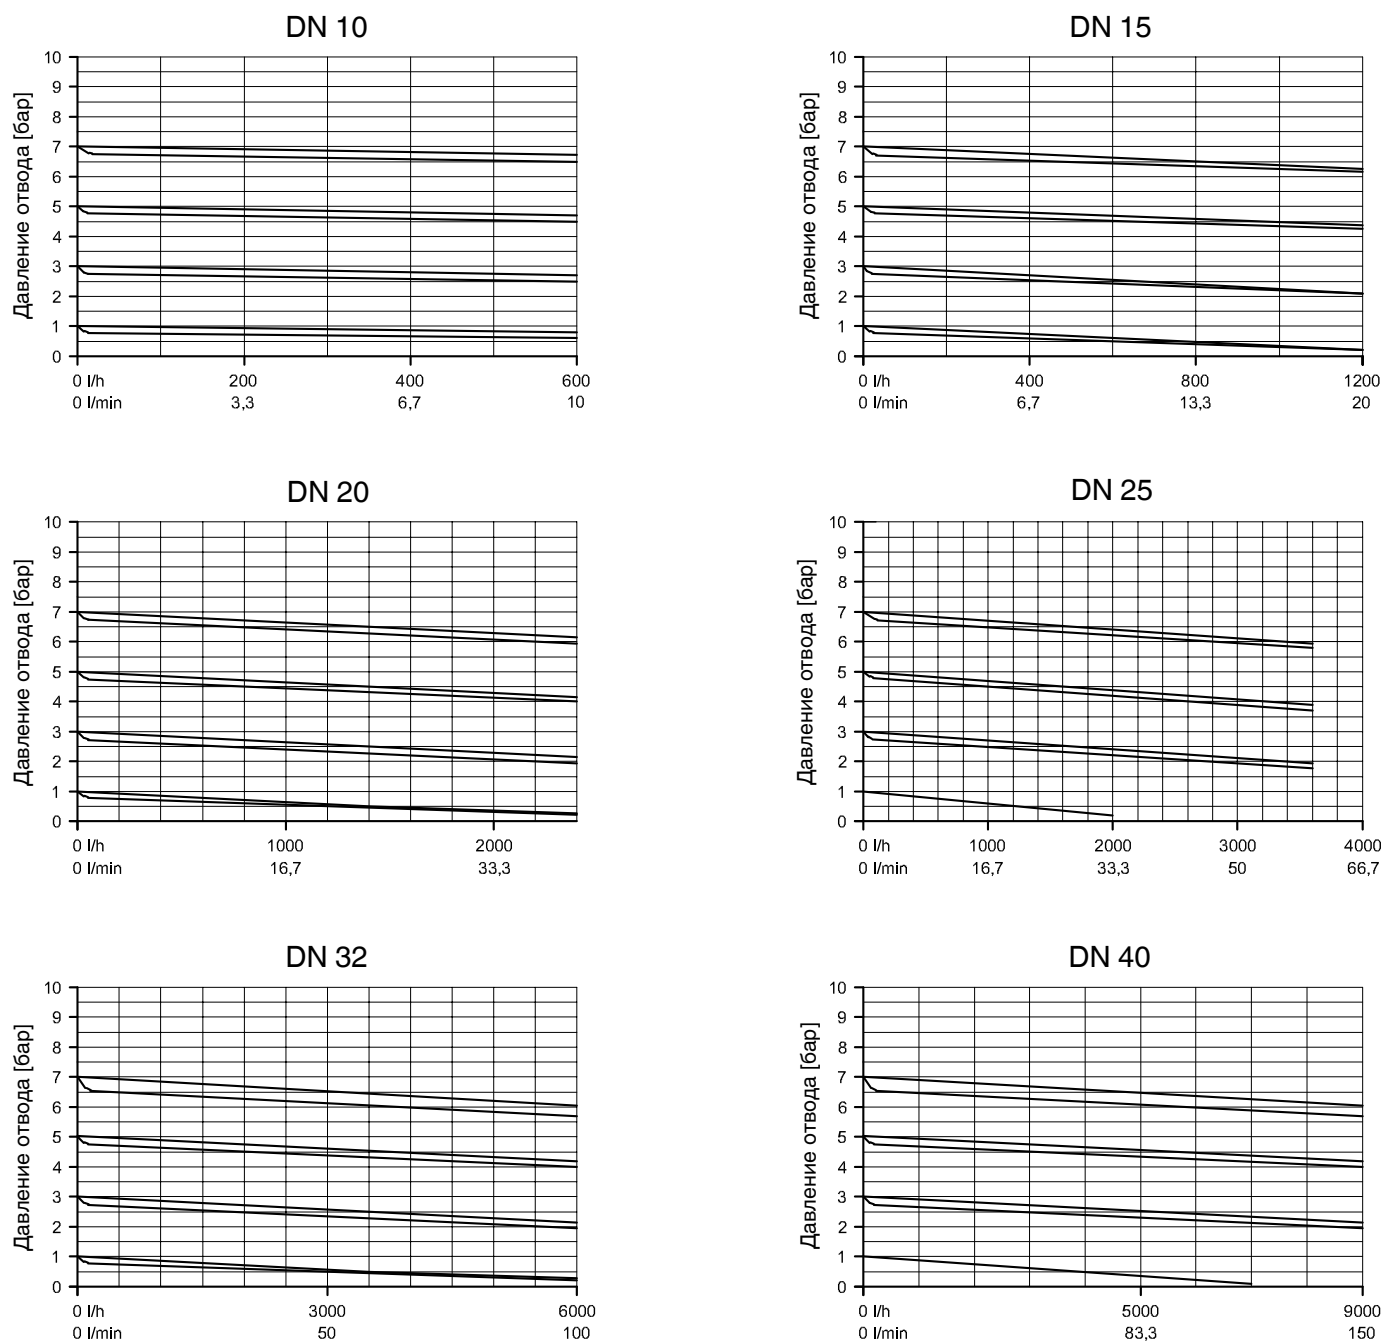 DN 10
Давление отвода [бар]
10
9
8
7
6
5
4
3
2
1
0
0 l/h 200 400 600
0 l/min 3,3 6,7 10
DN 15
Давление отвода [бар]
10
9
8
7
6
5
4
3
2
1
0
0 l/h 400 800 1200
0 l/min 6,7 13,3 20
DN 20
Давление отвода [бар]
10
9
8
7
6
5
4
3
2
1
0
0 l/h 1000 2000
0 l/min 16,7 33,3
DN 25
Давление отвода [бар]
10
9
8
7
6
5
4
3
2
1
0
0 l/h 1000 2000 3000 4000
0 l/min 16,7 33,3 50 66,7
DN 32
Давление отвода [бар]
10
9
8
7
6
5
4
3
2
1
0
0 l/h 3000 6000
0 l/min 50 100
DN 40
Давление отвода [бар]
10
9
8
7
6
5
4
3
2
1
0
0 l/h 5000 9000
0 l/min 83,3 150